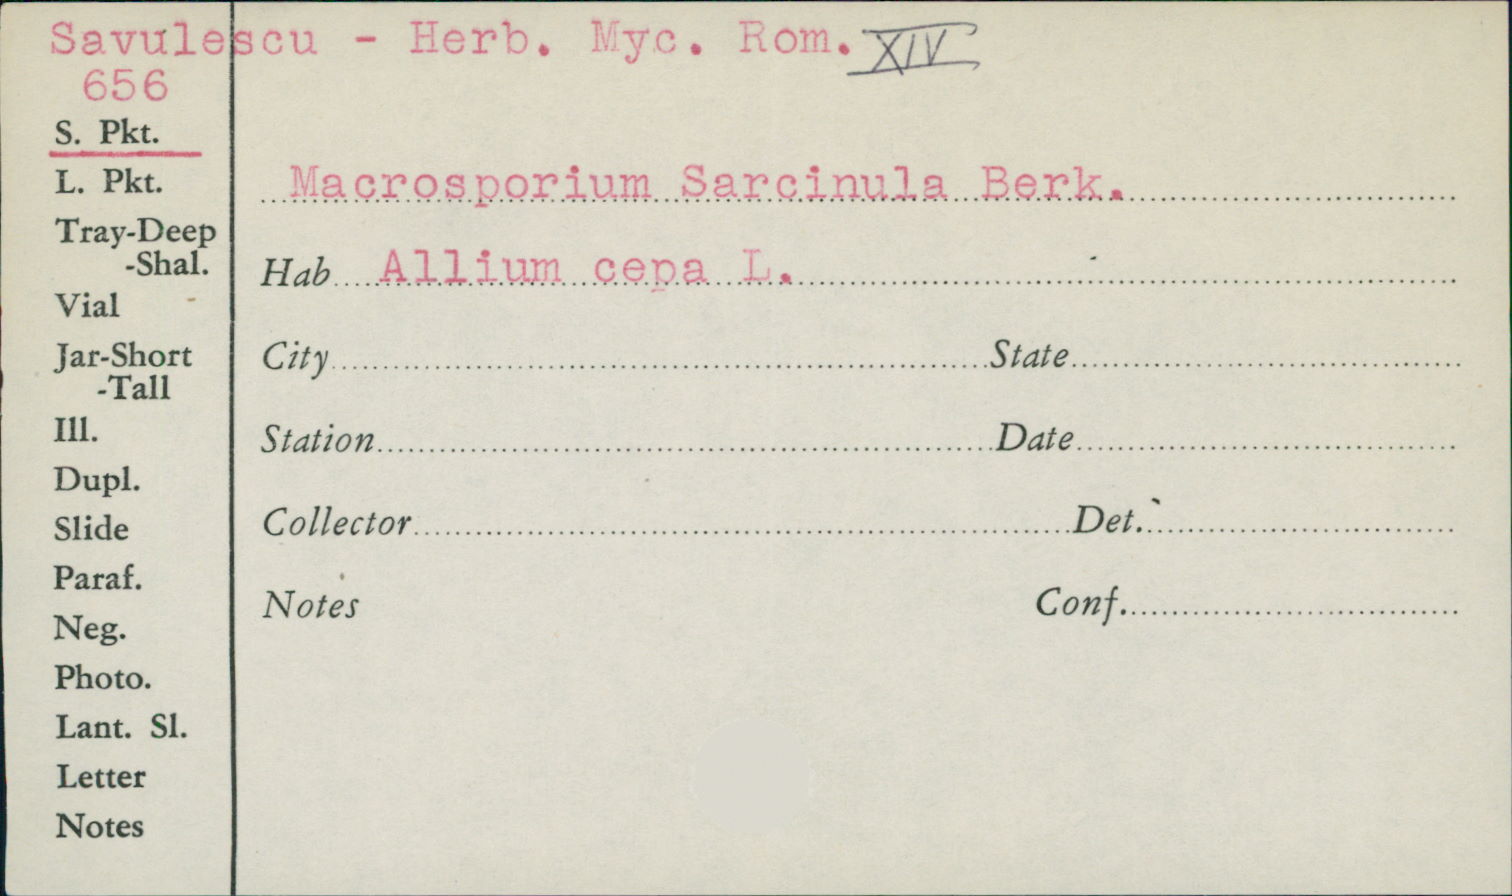 Savulescu - Herb. Myc. Rom. XIV
656
S. Pkt.
L. Pkt.
Tray-Deep
-Shal.
Vial
Jar-Short
-Tall
Ill.
Dupl.
Slide
Paraf.
Neg.
Photo.
Lant. Sl.
Letter
Notes
Macrosporium Sarcinula Berk.
Hab Allium cepa L.
City State
Station Date
Collector Det.
Notes Conf.